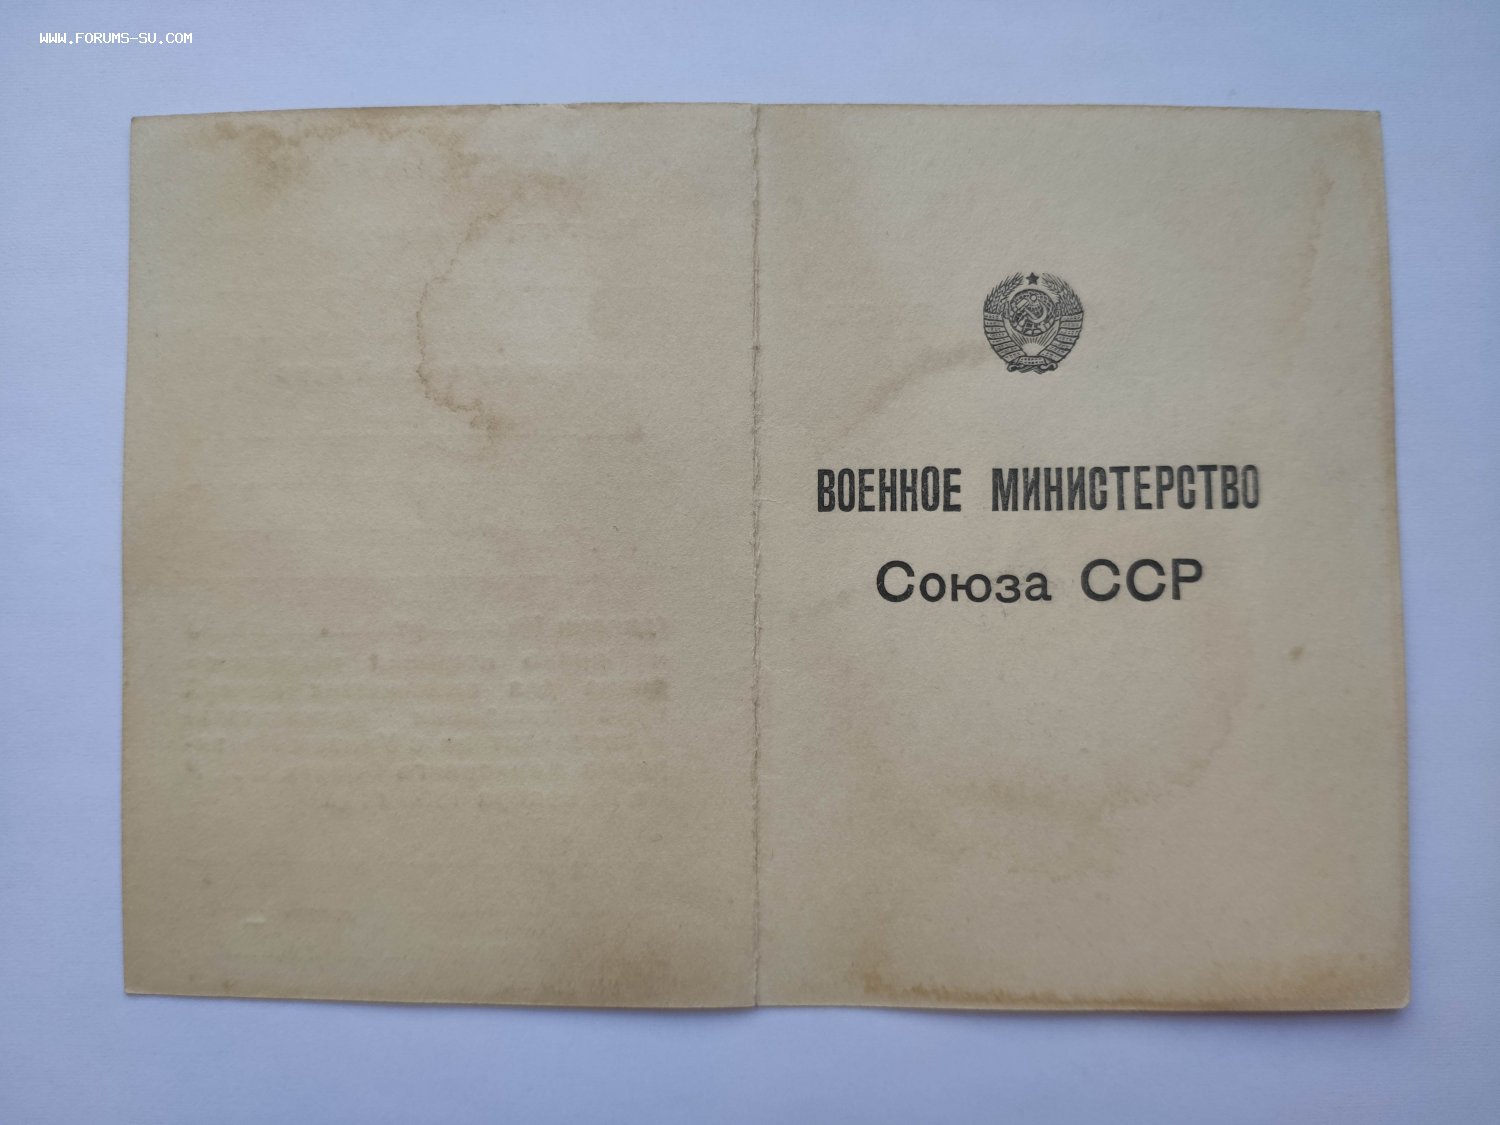 WWW.FORUMS-SU.COM
ВОЕННОЕ МИНИСТЕРСТВО
Союза ССР